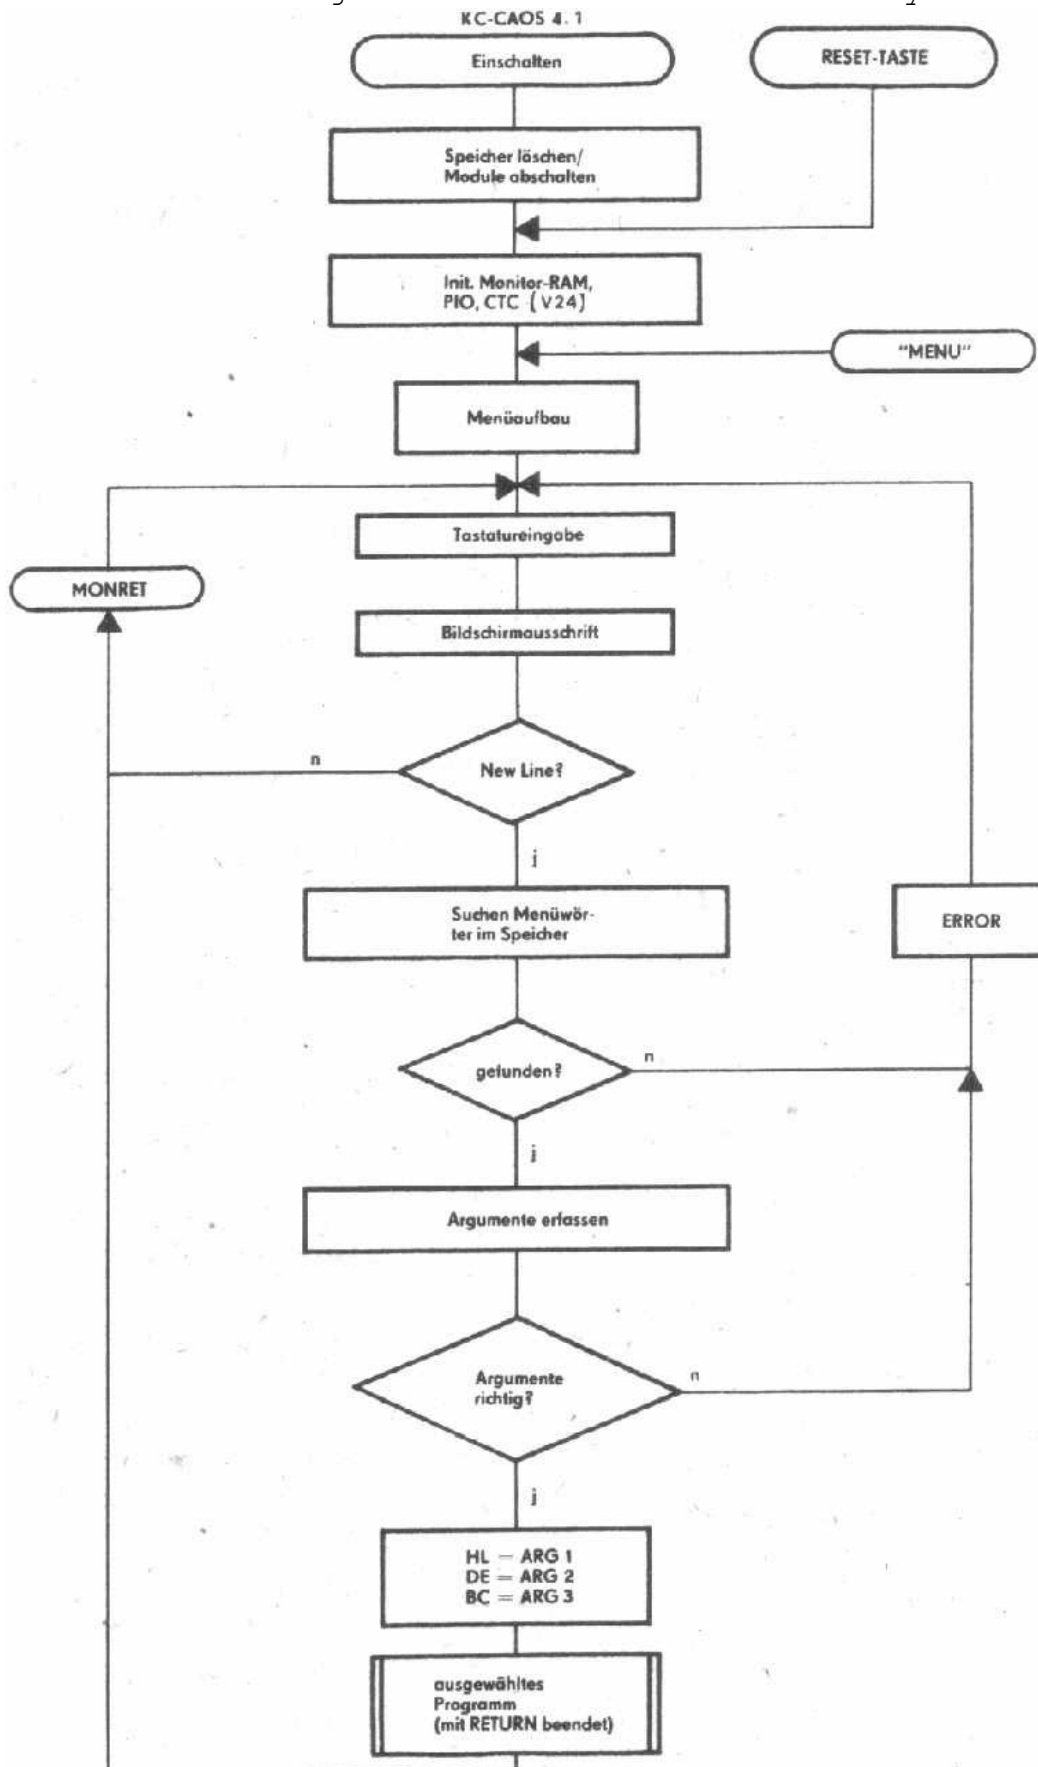 KC-CAOS 4.1
Einschalten
RESET-TASTE
Speicher löschen/
Module abschalten
Init. Monitor-RAM,
PIO, CTC (V24)
"MENU"
Menüaufbau
Tastatureingabe
MONRET
Bildschirmausschrift
n
New Line?
j
Suchen Menüwör-
ter im Speicher
ERROR
gefunden?
n
j
Argumente erfassen
Argumente
richtig?
n
j
HL = ARG 1
DE = ARG 2
BC = ARG 3
ausgewähltes
Programm
(mit RETURN beendet)